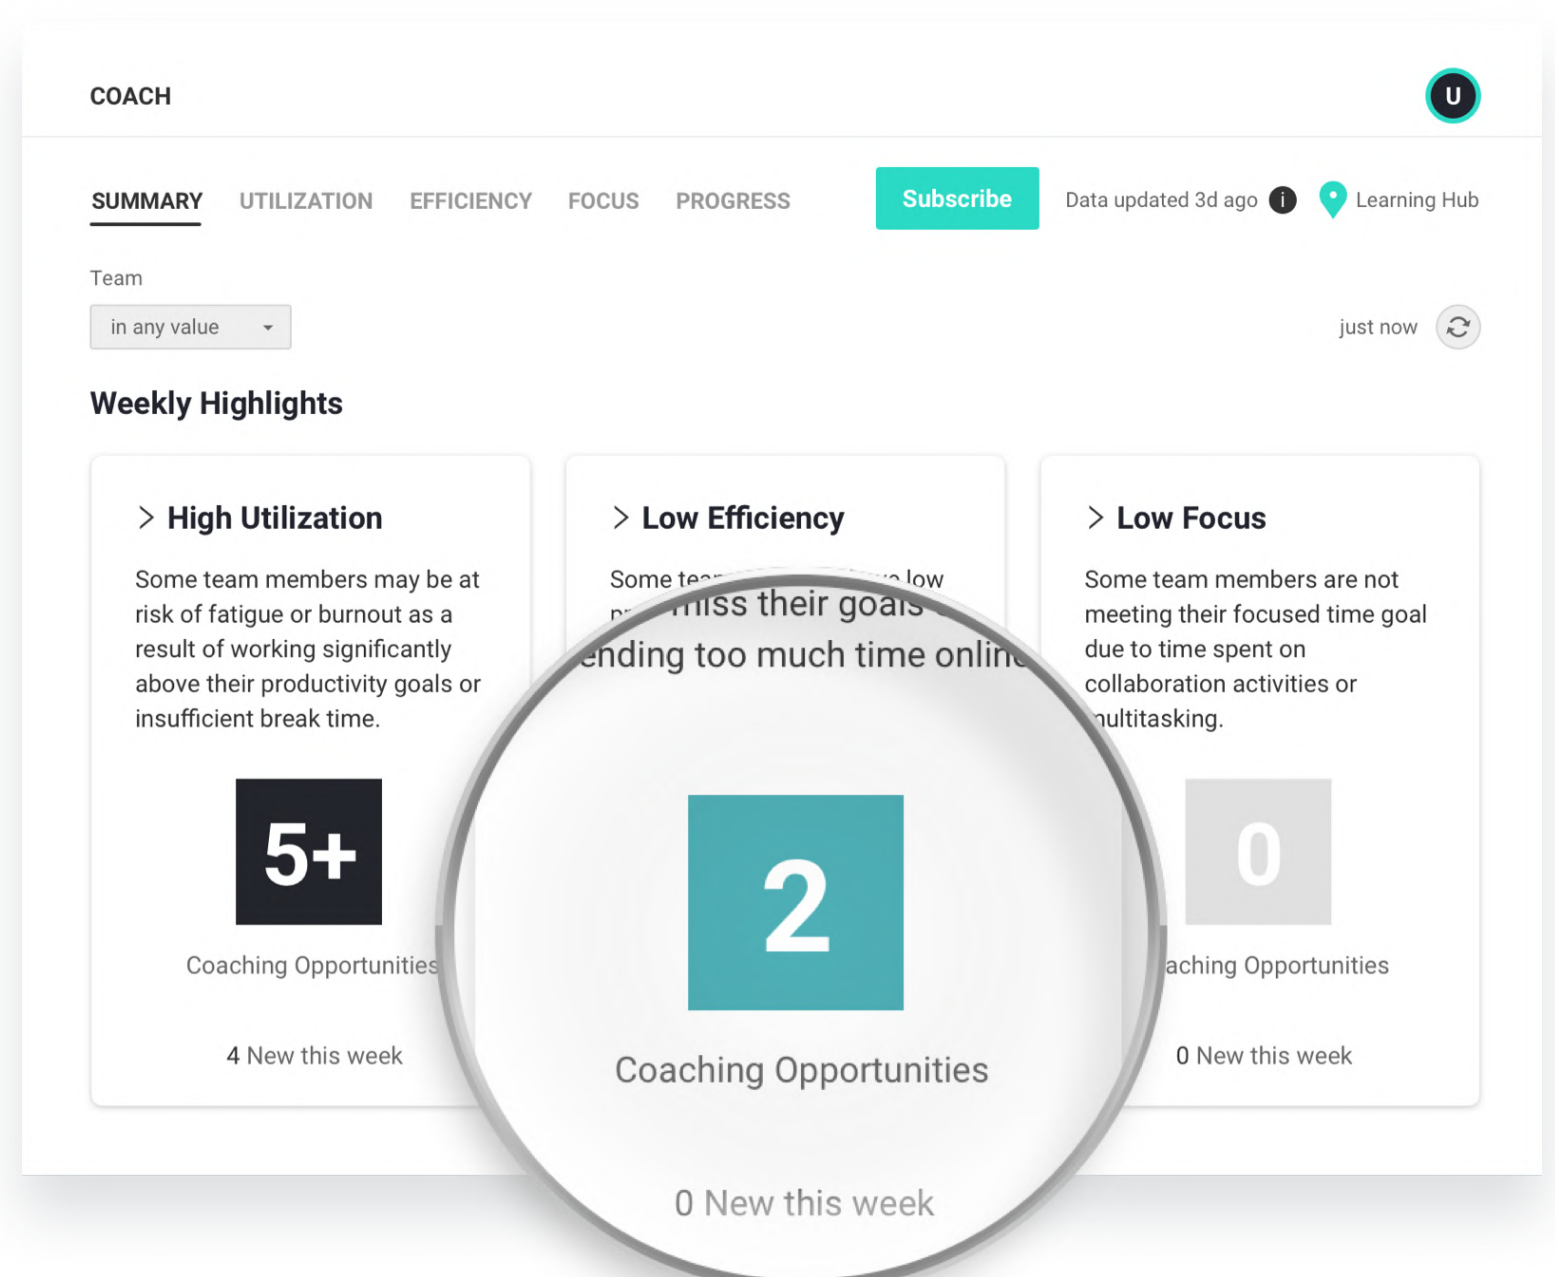 COACH
U
SUMMARY UTILIZATION EFFICIENCY FOCUS PROGRESS Subscribe Data updated 3d ago i Learning Hub
Team
in any value just now
Weekly Highlights
High Utilization
Some team members may be at
risk of fatigue or burnout as a
result of working significantly
above their productivity goals or
insufficient break time.
5+
Coaching Opportunities
4 New this week
Low Efficiency
Some low
miss their goals
too much time
2
Coaching Opportunities
0 New this week
Low Focus
Some team members are not
meeting their focused time goal
due to time spent on
collaboration activities or
multitasking.
0
Opportunities
0 New this week